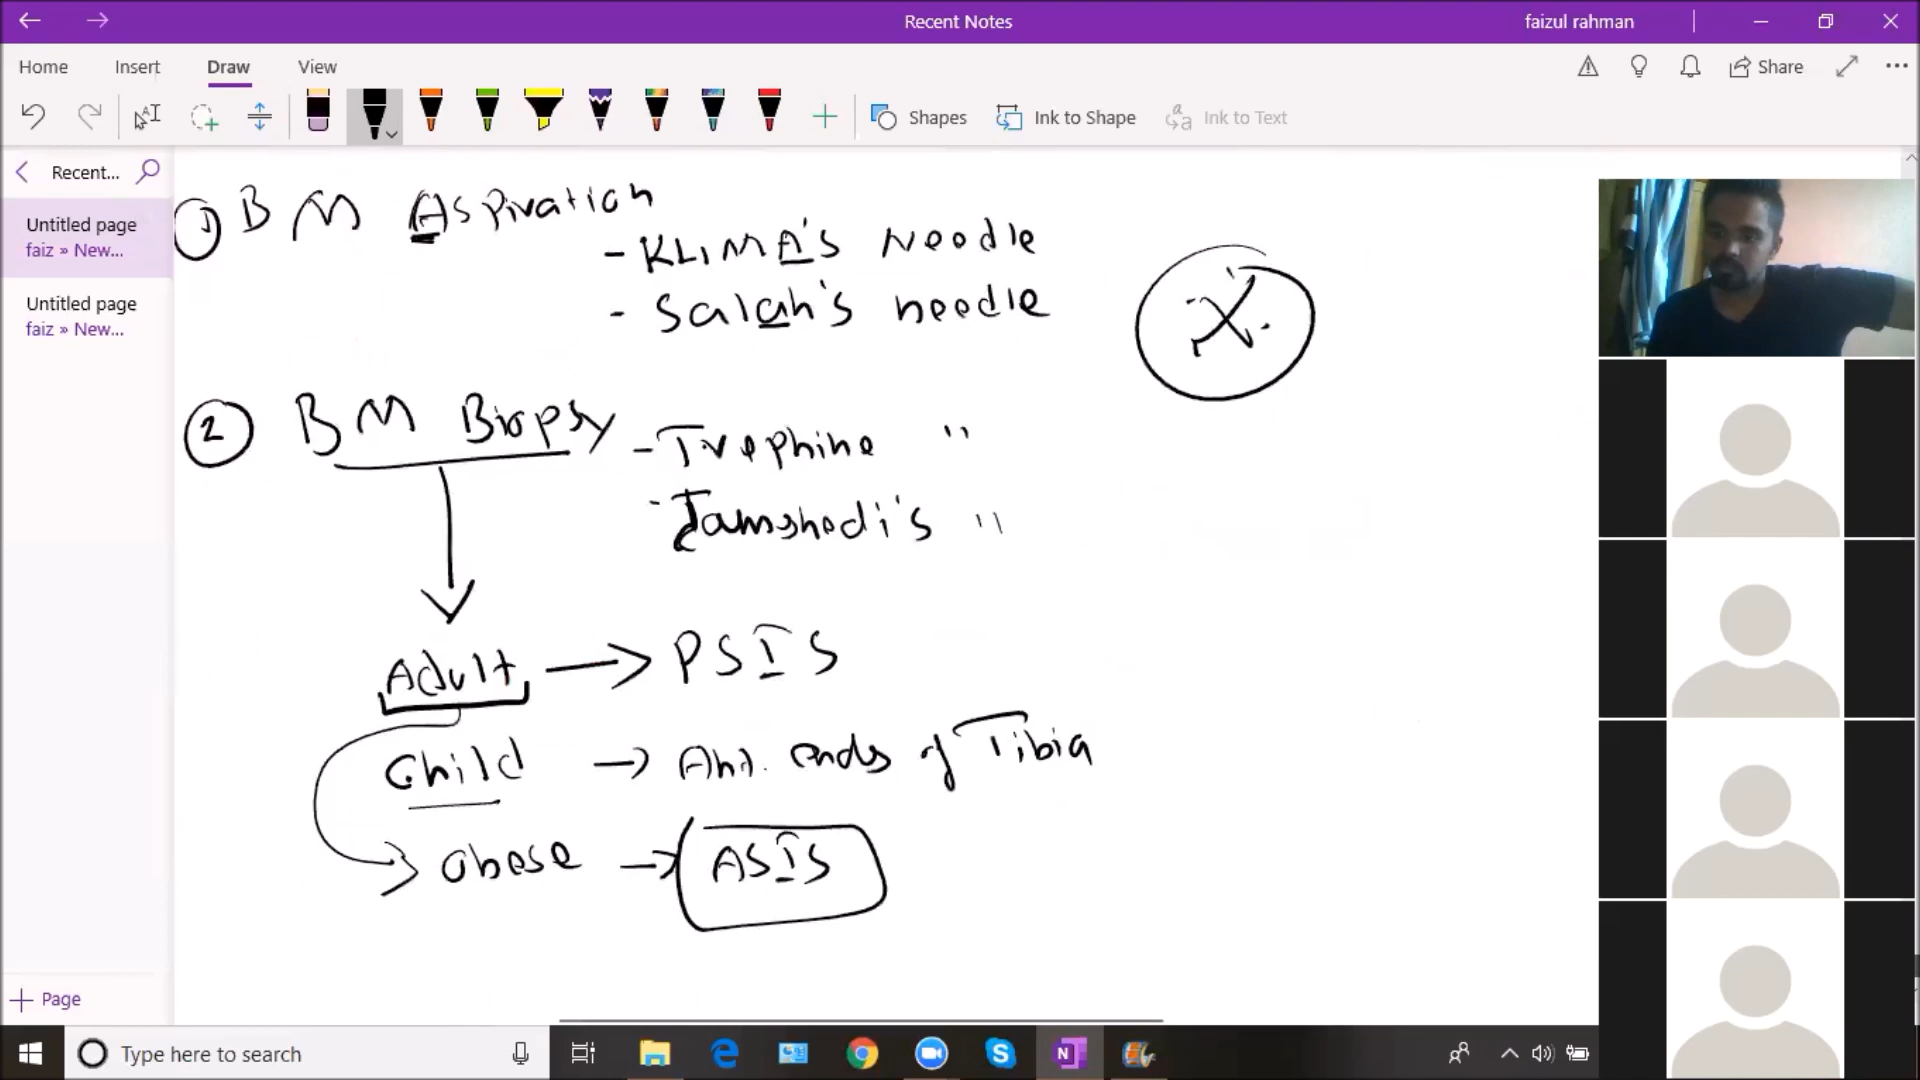 Recent Notes
faizul rahman
Home Insert Draw View
Share
Shapes Ink to Shape Ink to Text
Recent...
Untitled page
faiz » New...
Untitled page
faiz » New...
Page
① BM Aspiration
- KLIMA's Needle
- Salah's needle
② BM Biopsy
- Trephine "
- Jamshedi's "
Adult → PSIS
Child → Ant. ends of Tibia
Obese → ASIS
Type here to search